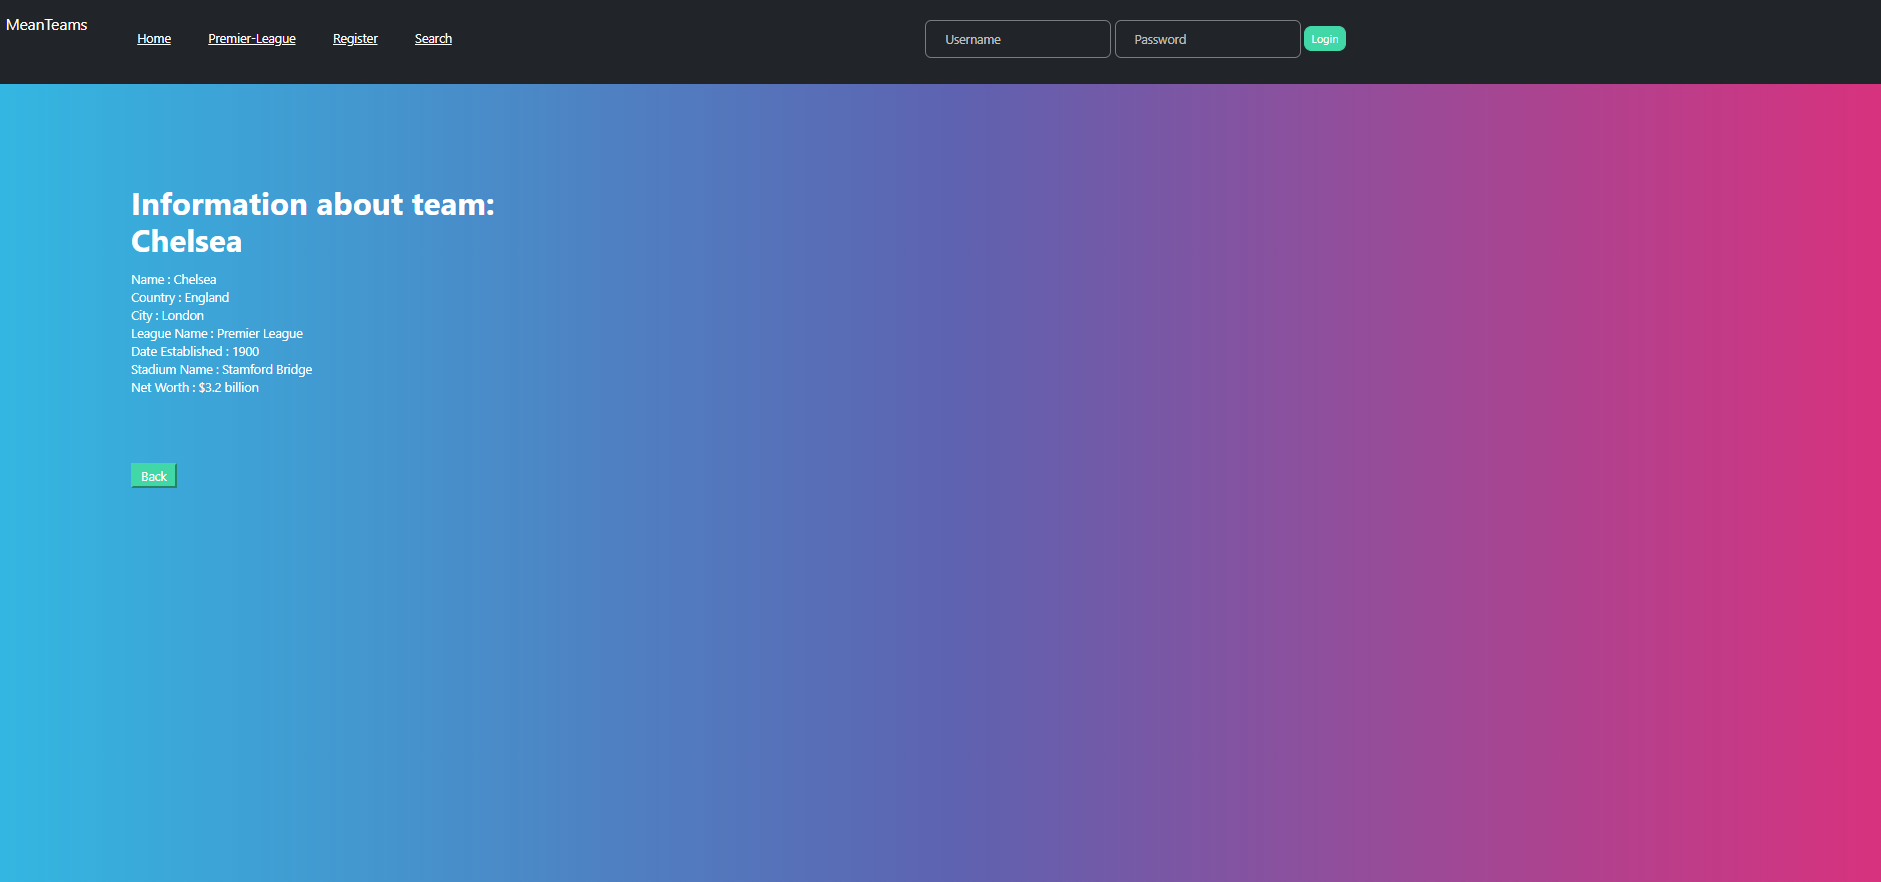 MeanTeams
Home Premier-League Register Search Username Password Login
Information about team:
Chelsea
Name : Chelsea
Country : England
City : London
League Name : Premier League
Date Established : 1900
Stadium Name : Stamford Bridge
Net Worth : $3.2 billion
Back